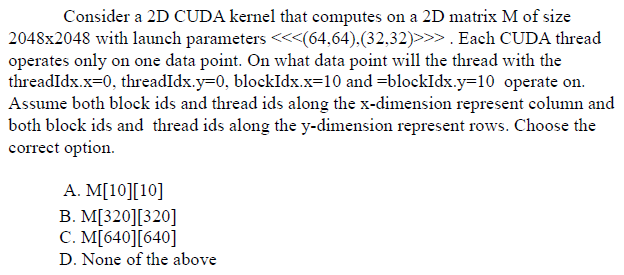 Consider a 2D CUDA kernel that computes on a 2D matrix M of size
2048x2048 with launch parameters <<<(64,64),(32,32)>>> . Each CUDA thread
operates only on one data point. On what data point will the thread with the
threadIdx.x=0, threadIdx.y=0, blockIdx.x=10 and =blockIdx.y=10 operate on.
Assume both block ids and thread ids along the x-dimension represent column and
both block ids and thread ids along the y-dimension represent rows. Choose the
correct option.
A. M[10][10]
B. M[320][320]
C. M[640][640]
D. None of the above